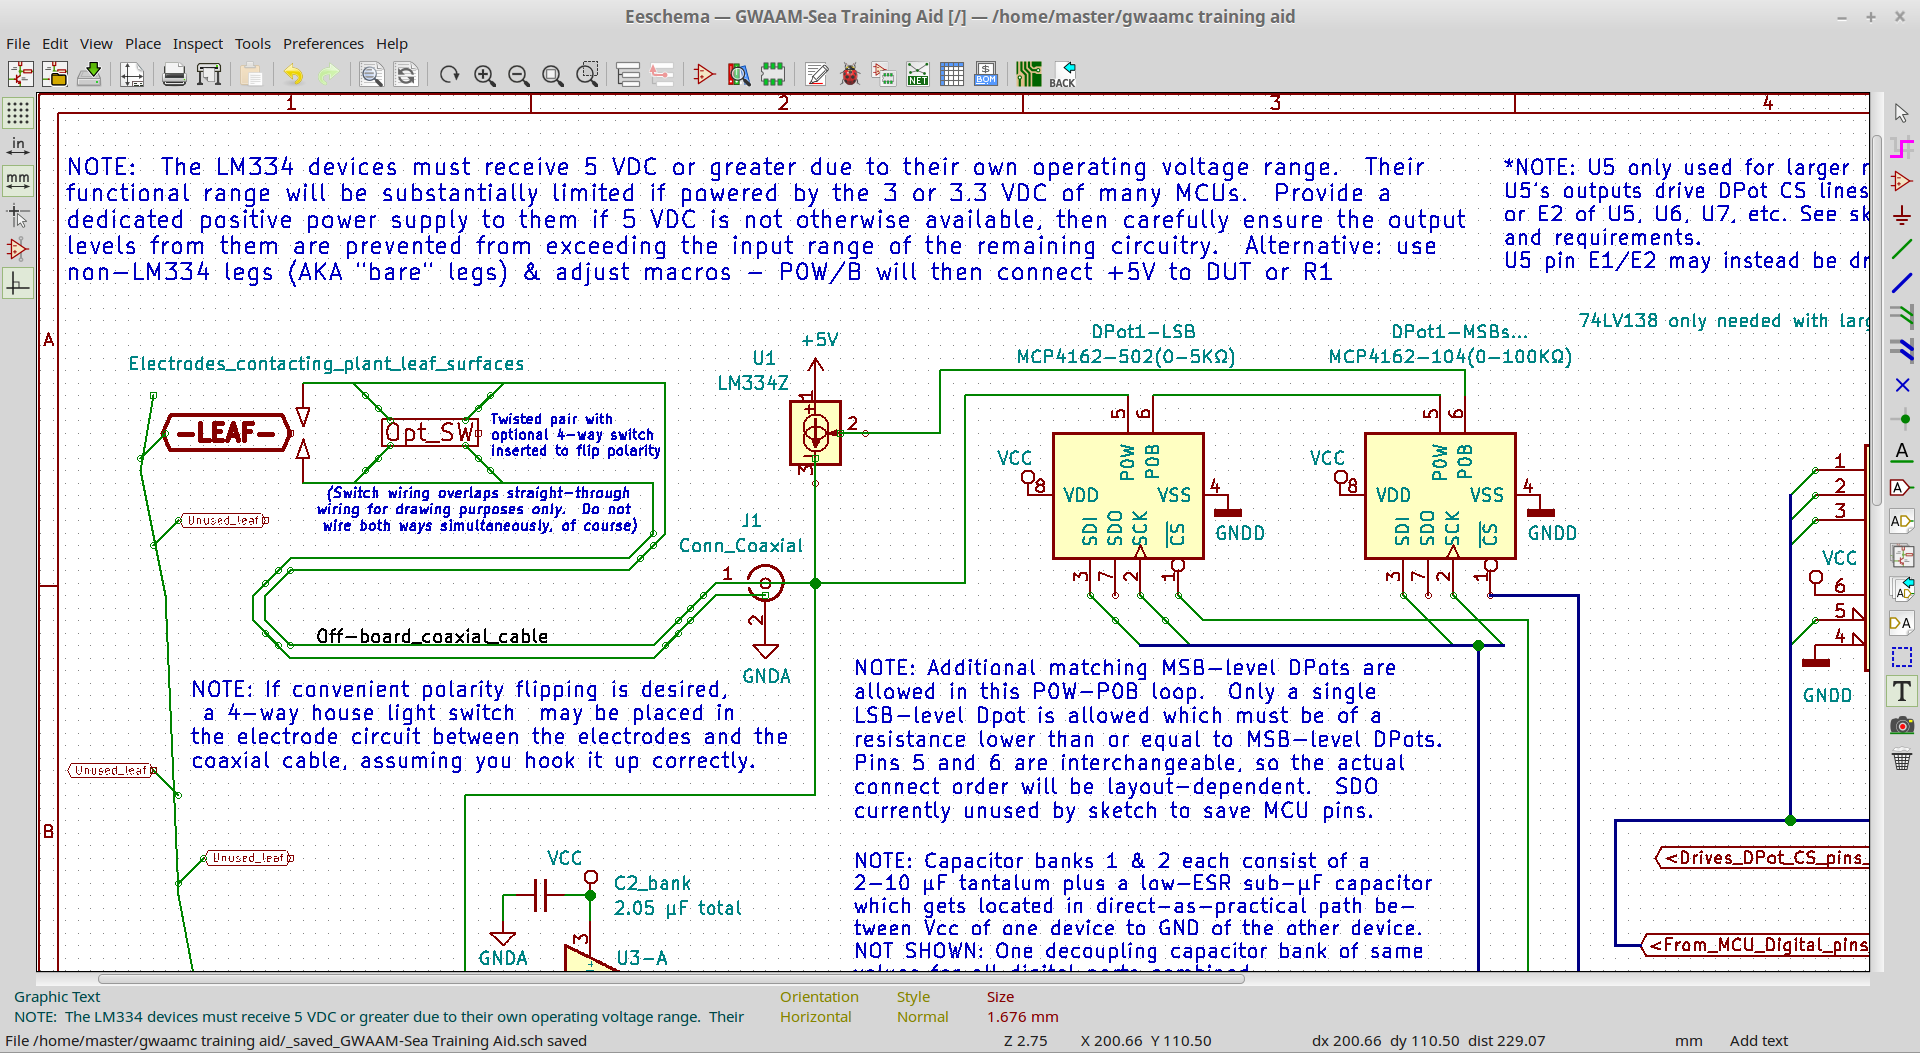 Eeschema — GWAAM-Sea Training Aid [/] — /home/master/gwaamc training aid
File Edit View Place Inspect Tools Preferences Help
NET
BOM
BACK
1 2 3 4
in
mm
NOTE: The LM334 devices must receive 5 VDC or greater due to their own operating voltage range. Their
functional range will be substantially limited if powered by the 3 or 3.3 VDC of many MCUs. Provide a
dedicated positive power supply to them if 5 VDC is not otherwise available, then carefully ensure the output
levels from them are prevented from exceeding the input range of the remaining circuitry. Alternative: use
non-LM334 legs (AKA "bare" legs) & adjust macros - POW/B will then connect +5V to DUT or R1
*NOTE: U5 only used for larger r
U5's outputs drive DPot CS lines
or E2 of U5, U6, U7, etc. See sk
and requirements.
U5 pin E1/E2 may instead be dr
74LV138 only needed with larg
A
Electrodes_contacting_plant_leaf_surfaces
-LEAF-
Opt_SW
Twisted pair with
optional 4-way switch
inserted to flip polarity
(Switch wiring overlaps straight-through
wiring for drawing purposes only. Do not
wire both ways simultaneously, of course)
Unused_leaf
+5V
U1
LM334Z
1
2
3
J1
Conn_Coaxial
1
2
GNDA
Off-board_coaxial_cable
DPot1-LSB
MCP4162-502(0-5KΩ)
5 6
VCC
8
VDD
POW
POB
VSS
4
GNDD
SDI
SDO
SCK
CS
3 7 2 1
DPot1-MSBs...
MCP4162-104(0-100KΩ)
5 6
VCC
8
VDD
POW
POB
VSS
4
GNDD
SDI
SDO
SCK
CS
3 7 2 1
1
2
3
VCC
6
5
4
GNDD
NOTE: If convenient polarity flipping is desired,
a 4-way house light switch may be placed in
the electrode circuit between the electrodes and the
coaxial cable, assuming you hook it up correctly.
Unused_leaf
NOTE: Additional matching MSB-level DPots are
allowed in this POW-POB loop. Only a single
LSB-level Dpot is allowed which must be of a
resistance lower than or equal to MSB-level DPots.
Pins 5 and 6 are interchangeable, so the actual
connect order will be layout-dependent. SDO
currently unused by sketch to save MCU pins.
B
Unused_leaf
VCC
C2_bank
2.05 µF total
3
GNDA
U3-A
+
NOTE: Capacitor banks 1 & 2 each consist of a
2-10 µF tantalum plus a low-ESR sub-µF capacitor
which gets located in direct-as-practical path be-
tween Vcc of one device to GND of the other device.
NOT SHOWN: One decoupling capacitor bank of same
<Drives_DPot_CS_pins_
<From_MCU_Digital_pins
A
T
Graphic Text
NOTE: The LM334 devices must receive 5 VDC or greater due to their own operating voltage range. Their
Orientation
Horizontal
Style
Normal
Size
1.676 mm
File /home/master/gwaamc training aid/_saved_GWAAM-Sea Training Aid.sch saved
Z 2.75 X 200.66 Y 110.50 dx 200.66 dy 110.50 dist 229.07 mm Add text